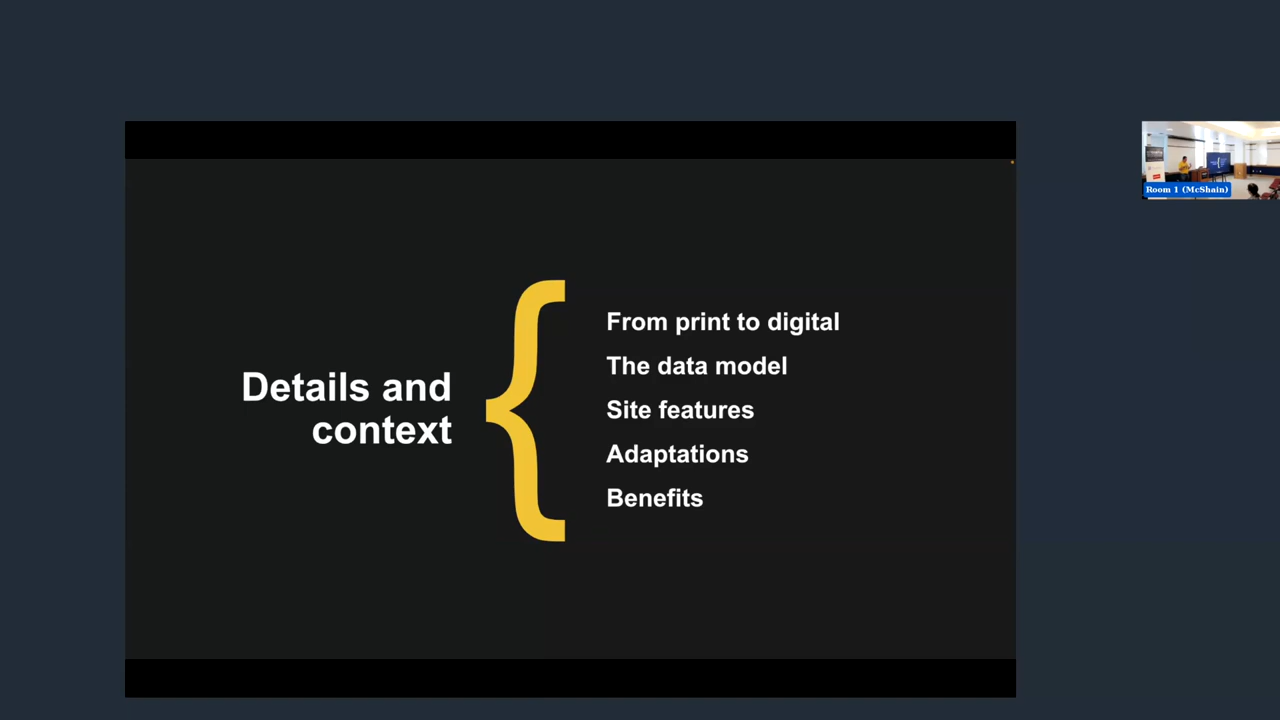 Details and
context
From print to digital
The data model
Site features
Adaptations
Benefits
Room 1 (McShain)